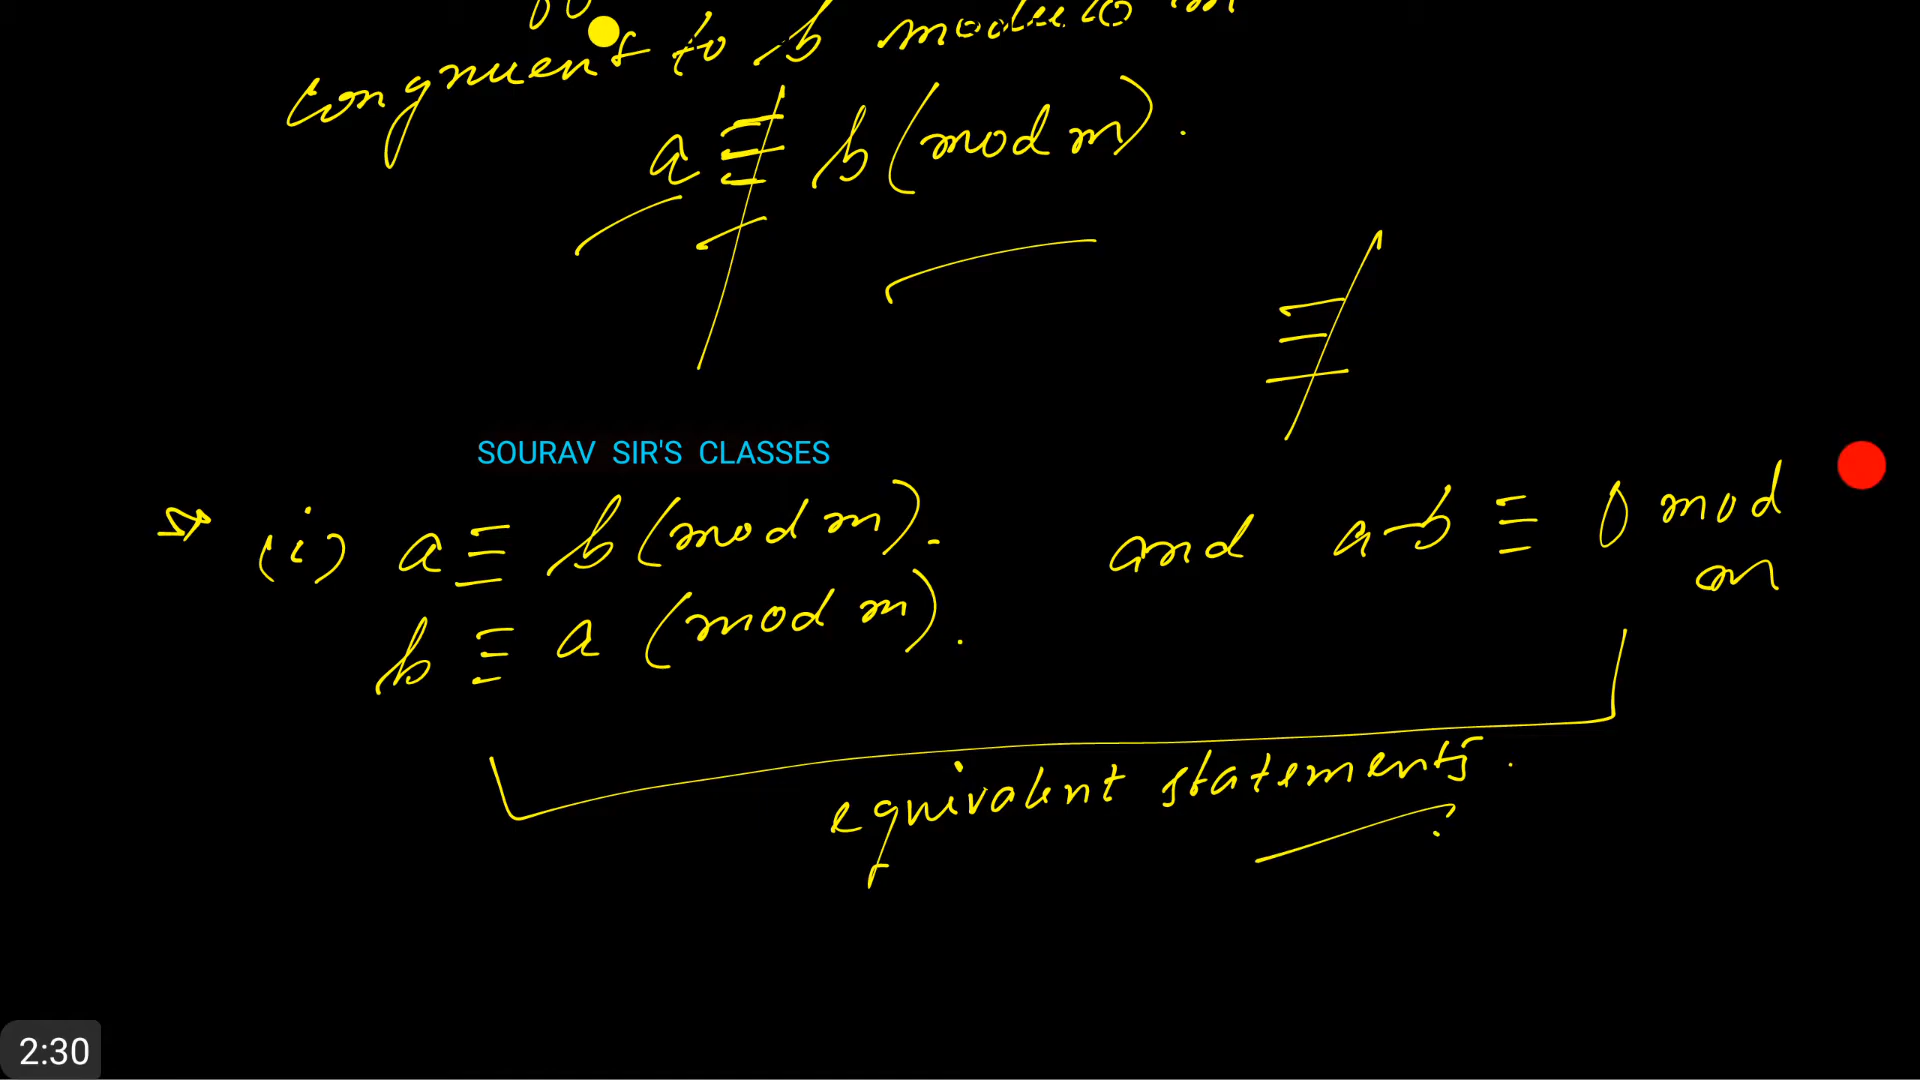 congruent to b modulo m
a ≢ b (mod m).
≢
SOURAV SIR'S CLASSES
(i) a ≡ b (mod m). and a-b ≡ 0 mod m
b ≡ a (mod m).
equivalent statements.
2:30